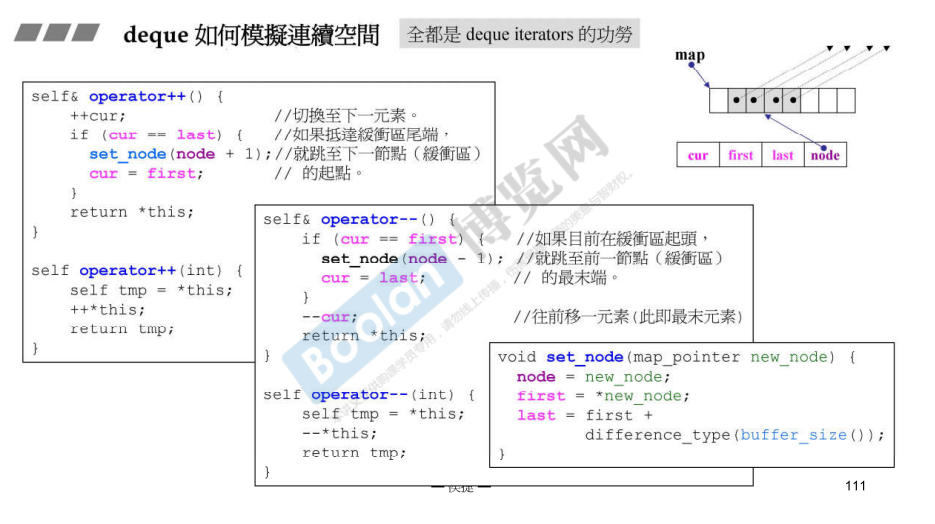 deque 如何模擬連續空間
全都是 deque iterators 的功勞
map
cur first last node
self& operator++() {
++cur; //切換至下一元素。
if (cur == last) { //如果抵達緩衝區尾端，
set_node(node + 1);//就跳至下一節點（緩衝區）
cur = first; // 的起點。
}
return *this;
}
self operator++(int) {
self tmp = *this;
++*this;
return tmp;
}
self& operator--() {
if (cur == first) { //如果目前在緩衝區起頭，
set_node(node - 1); //就跳至前一節點（緩衝區）
cur = last; // 的最末端。
}
--cur; //往前移一元素(此即最末元素)
return *this;
}
self operator--(int) {
self tmp = *this;
--*this;
return tmp;
}
void set_node(map_pointer new_node) {
node = new_node;
first = *new_node;
last = first +
difference_type(buffer_size());
}
Boolan 博览网
111